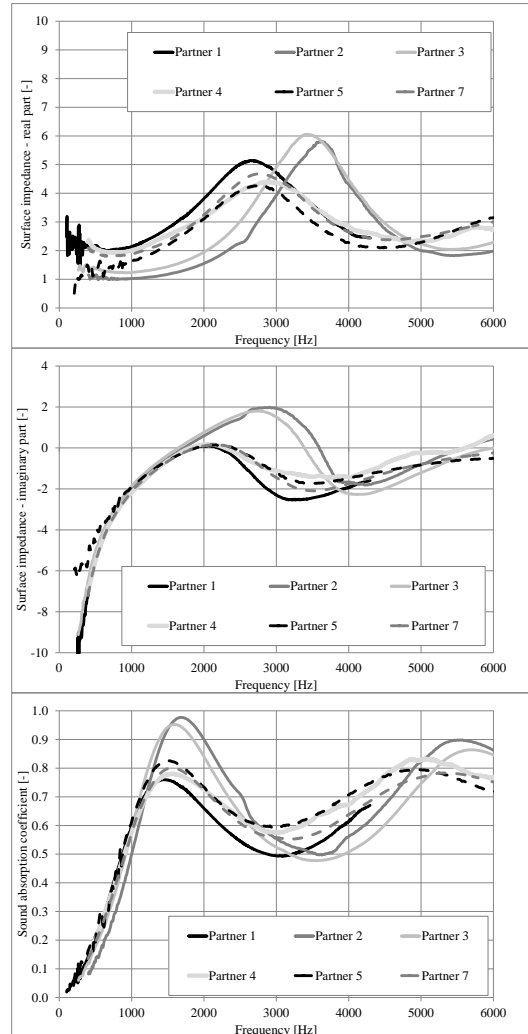 Surface impedance - real part [-]
10
9
8
7
6
5
4
3
2
1
0
Partner 1 Partner 2 Partner 3
Partner 4 Partner 5 Partner 7
0 1000 2000 3000 4000 5000 6000
Frequency [Hz]
Surface impedance - imaginary part [-]
4
2
0
-2
-4
-6
-8
-10
Partner 1 Partner 2 Partner 3
Partner 4 Partner 5 Partner 7
0 1000 2000 3000 4000 5000 6000
Frequency [Hz]
Sound absorption coefficient [-]
1.0
0.9
0.8
0.7
0.6
0.5
0.4
0.3
0.2
0.1
0.0
Partner 1 Partner 2 Partner 3
Partner 4 Partner 5 Partner 7
0 1000 2000 3000 4000 5000 6000
Frequency [Hz]